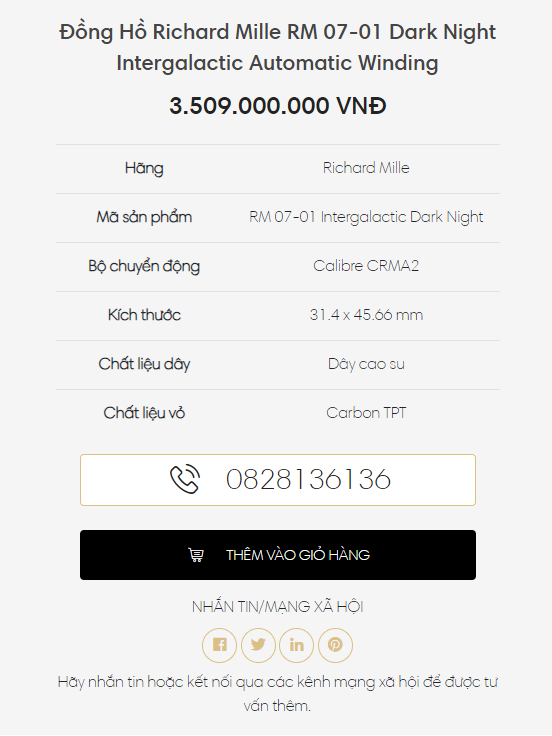 Đồng Hồ Richard Mille RM 07-01 Dark Night
Intergalactic Automatic Winding
3.509.000.000 VNĐ
Hãng Richard Mille
Mã sản phẩm RM 07-01 Intergalactic Dark Night
Bộ chuyển động Calibre CRMA2
Kích thước 31.4 x 45.66 mm
Chất liệu dây Dây cao su
Chất liệu vỏ Carbon TPT
0828136136
THÊM VÀO GIỎ HÀNG
NHẮN TIN/MẠNG XÃ HỘI
Hãy nhắn tin hoặc kết nối qua các kênh mạng xã hội để được tư
vấn thêm.